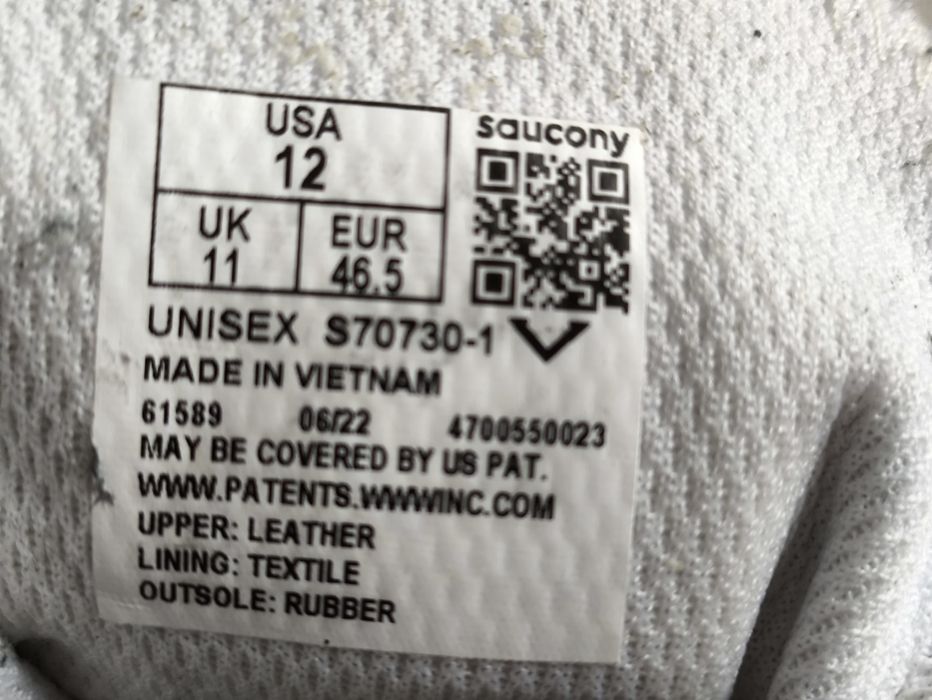 USA
12
UK
11
EUR
46.5
saucony
UNISEX S70730-1
MADE IN VIETNAM
61589 06/22 4700550023
MAY BE COVERED BY US PAT.
WWW.PATENTS.WWWINC.COM
UPPER: LEATHER
LINING: TEXTILE
OUTSOLE: RUBBER